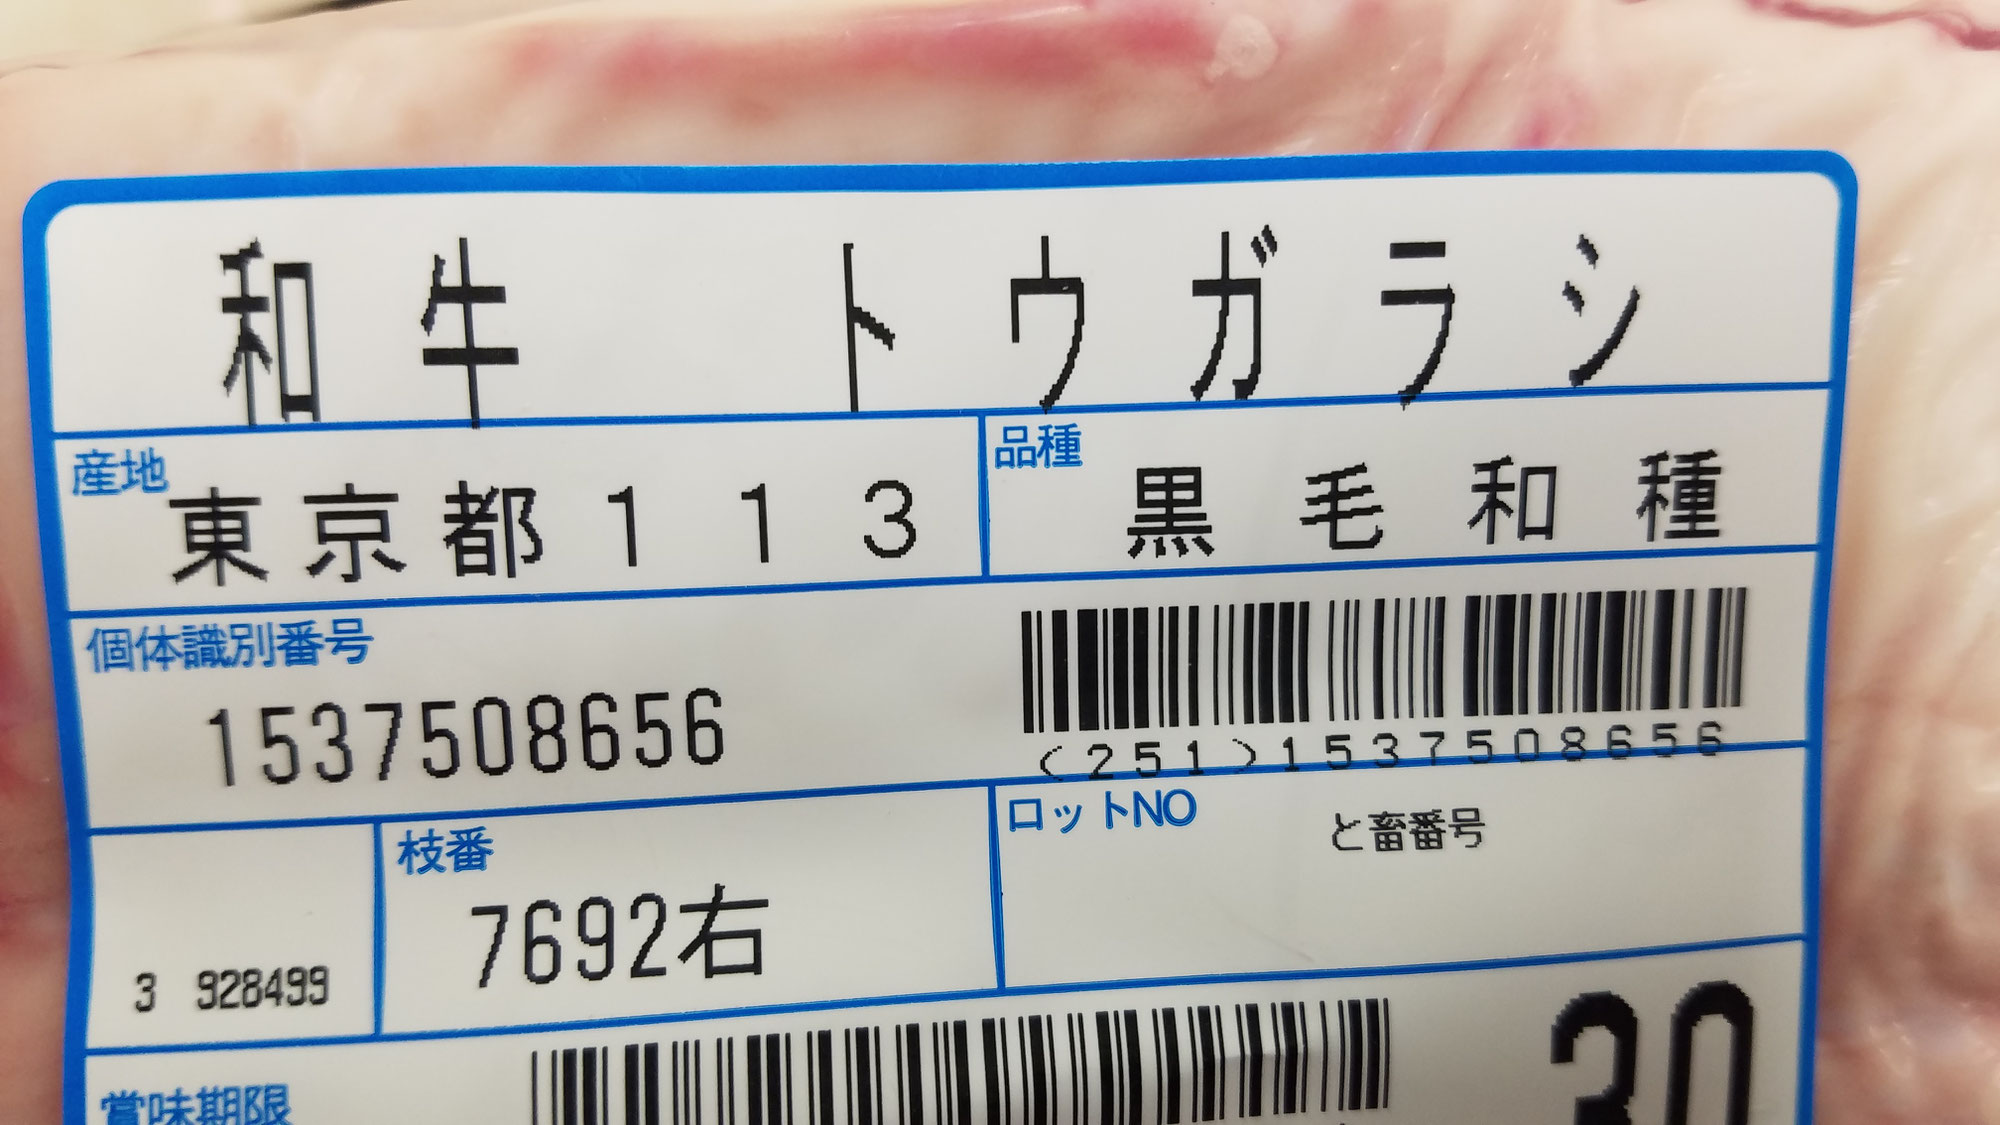 和牛 トウガラシ
産地
東京都113
品種
黒毛和種
個体識別番号
1537508656
(251)1537508656
3 928499
枝番
7692右
ロットNO
と畜番号
賞味期限
30